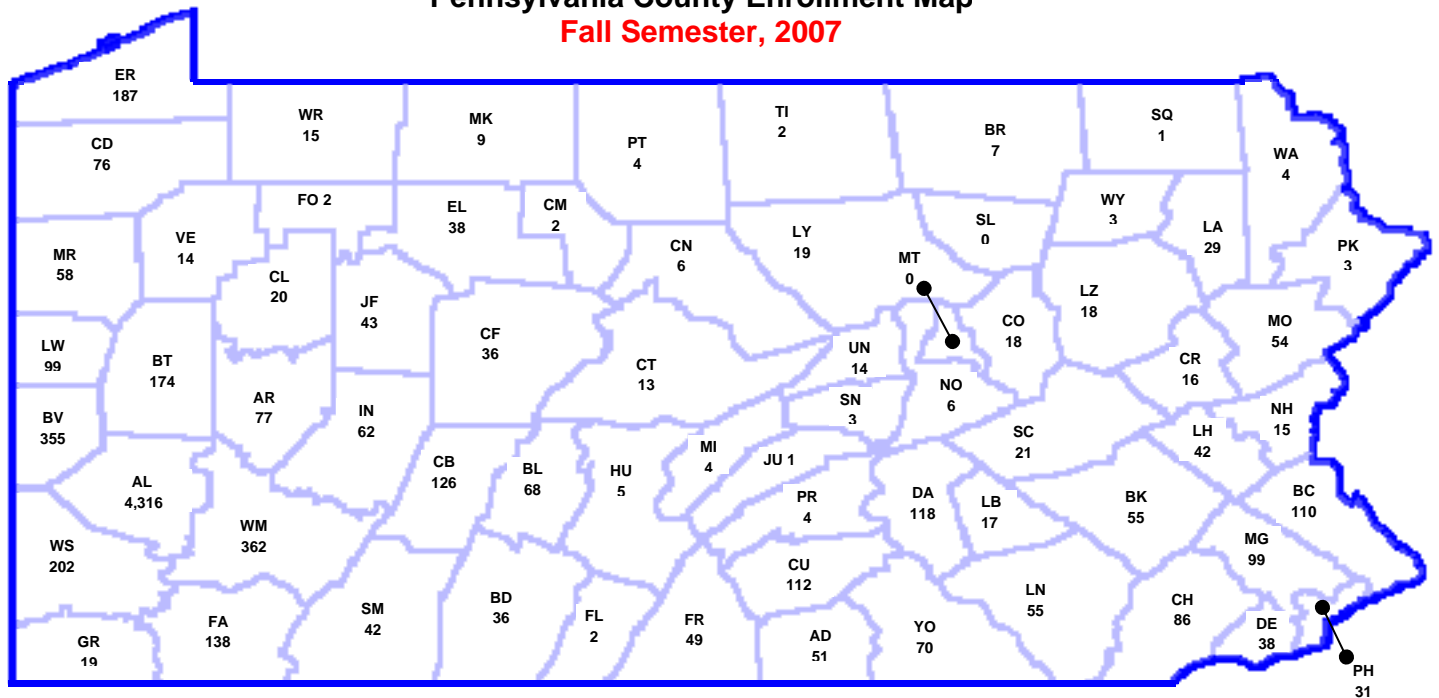 Pennsylvania County Enrollment Map
Fall Semester, 2007
ER
187
CD
76
WR
15
MK
9
PT
4
TI
2
BR
7
SQ
1
WA
4
FO 2
EL
38
CM
2
CN
6
LY
19
SL
0
WY
3
LA
29
PK
3
MR
58
VE
14
CL
20
JF
43
MT
0
LZ
18
MO
54
LW
99
BT
174
CF
36
CT
13
UN
14
CO
18
CR
16
NH
15
BV
355
AR
77
IN
62
SN
3
NO
6
SC
21
LH
42
AL
4,316
CB
126
BL
68
HU
5
MI
4
JU 1
PR
4
DA
118
LB
17
BK
55
BC
110
WS
202
WM
362
CU
112
MG
99
GR
19
FA
138
SM
42
BD
36
FL
2
FR
49
AD
51
YO
70
LN
55
CH
86
DE
38
PH
31